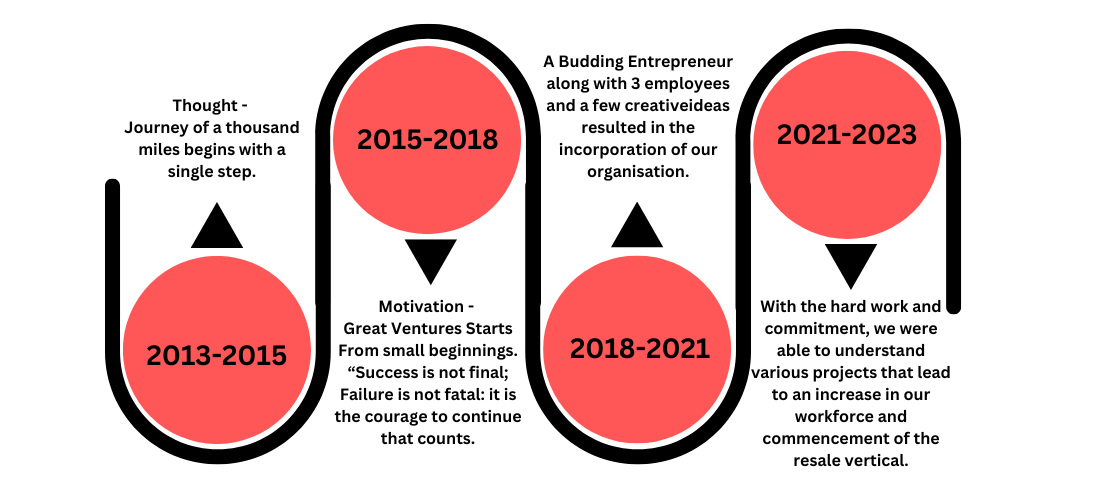 Thought -
Journey of a thousand
miles begins with a
single step.
2013-2015
2015-2018
Motivation -
Great Ventures Starts
From small beginnings.
“Success is not final;
Failure is not fatal: it is
the courage to continue
that counts.
A Budding Entrepreneur
along with 3 employees
and a few creativeideas
resulted in the
incorporation of our
organisation.
2018-2021
2021-2023
With the hard work and
commitment, we were
able to understand
various projects that lead
to an increase in our
workforce and
commencement of the
resale vertical.